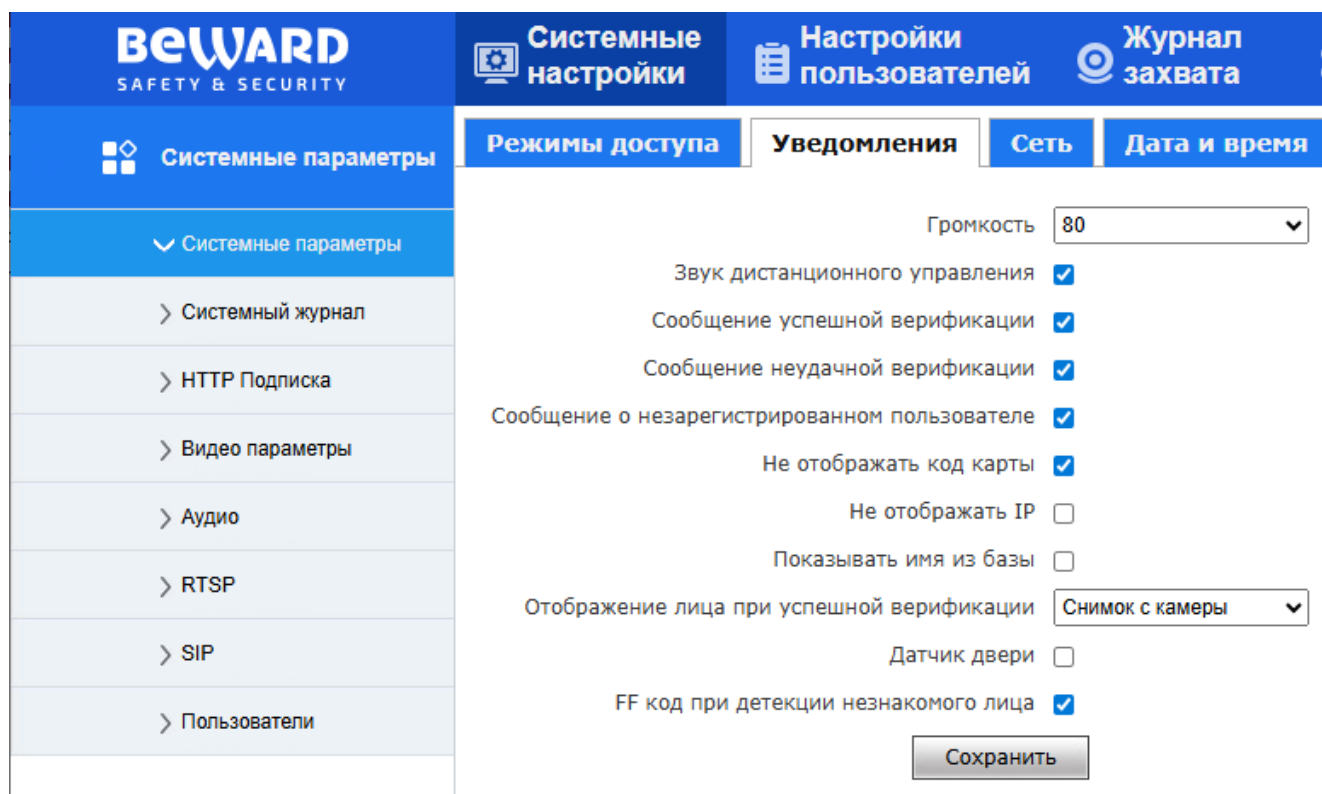 BEWARD
SAFETY & SECURITY
Системные
настройки
Настройки
пользователей
Журнал
захвата
Системные параметры
Системные параметры
Системный журнал
HTTP Подписка
Видео параметры
Аудио
RTSP
SIP
Пользователи
Режимы доступа
Уведомления
Сеть
Дата и время
Громкость 80
Звук дистанционного управления
Сообщение успешной верификации
Сообщение неудачной верификации
Сообщение о незарегистрированном пользователе
Не отображать код карты
Не отображать IP
Показывать имя из базы
Отображение лица при успешной верификации Снимок с камеры
Датчик двери
FF код при детекции незнакомого лица
Сохранить